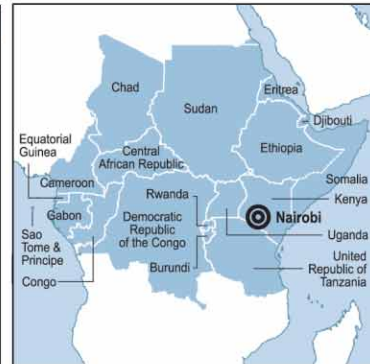 Chad
Sudan
Eritrea
Djibouti
Equatorial
Guinea
Ethiopia
Central
African Republic
Somalia
Cameroon
Rwanda
Kenya
Gabon
Democratic
Republic
of the Congo
Nairobi
Uganda
Sao
Tome &
Principe
Burundi
United
Republic of
Tanzania
Congo